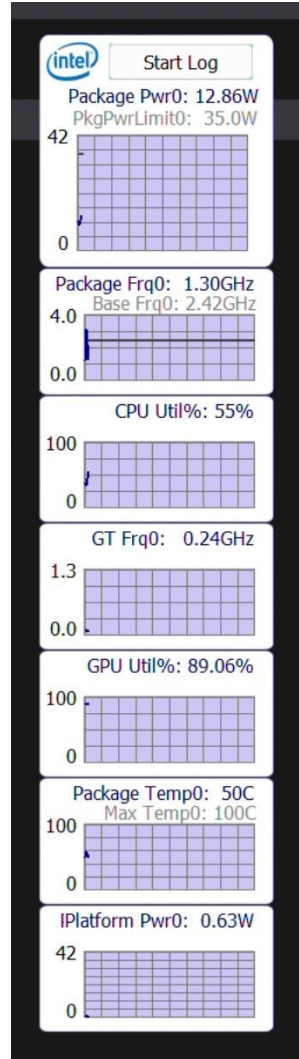 intel
Start Log
Package Pwr0: 12.86W
PkgPwrLimit0: 35.0W
42
0
Package Frq0: 1.30GHz
Base Frq0: 2.42GHz
4.0
0.0
CPU Util%: 55%
100
0
GT Frq0: 0.24GHz
1.3
0.0
GPU Util%: 89.06%
100
0
Package Temp0: 50C
Max Temp0: 100C
100
0
IPlatform Pwr0: 0.63W
42
0